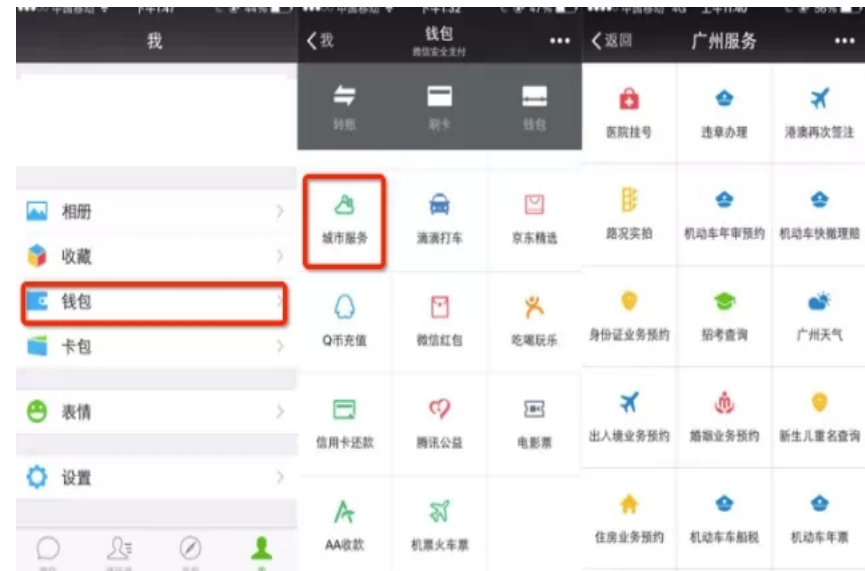 我
相册
收藏
钱包
卡包
表情
设置
我
钱包
微信安全支付
转账
刷卡
钱包
城市服务
滴滴打车
京东精选
Q币充值
微信红包
吃喝玩乐
信用卡还款
腾讯公益
电影票
AA收款
机票火车票
返回
广州服务
医院挂号
违章办理
港澳再次签注
路况实拍
机动车年审预约
机动车快撤理赔
身份证业务预约
招考查询
广州天气
出入境业务预约
婚姻业务预约
新生儿重名查询
住房业务预约
机动车车船税
机动车年票